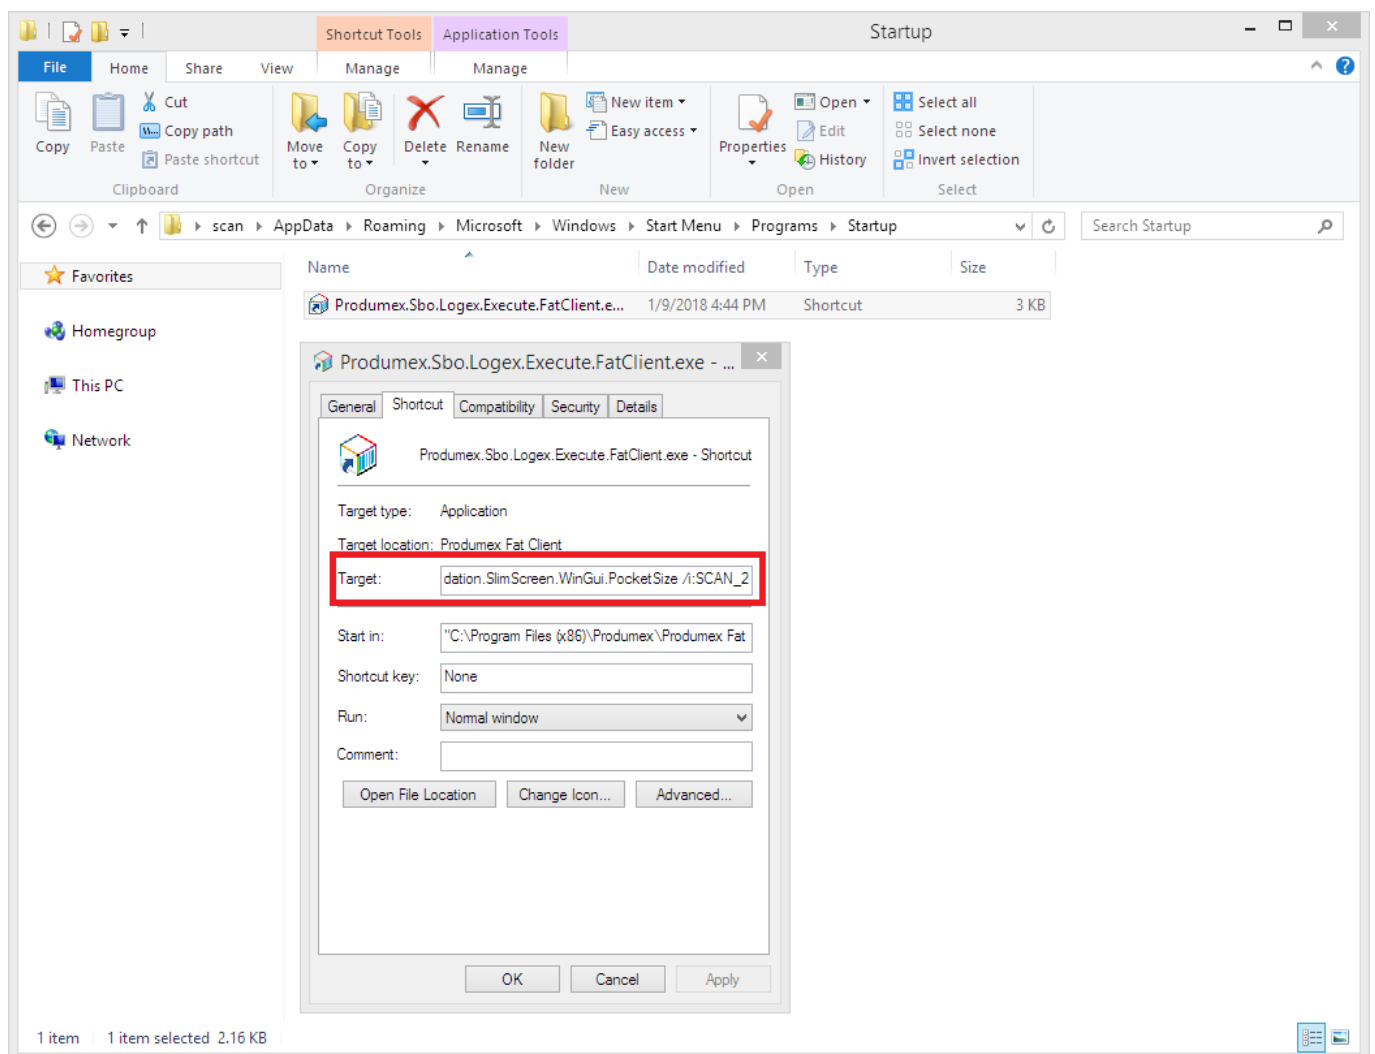 Shortcut Tools Application Tools Startup
File Home Share View Manage Manage
Copy
Paste
Cut
Copy path
Paste shortcut
Clipboard
Move to
Copy to
Delete
Rename
Organize
New folder
New item
Easy access
New
Properties
Open
Edit
History
Open
Select all
Select none
Invert selection
Select
scan AppData Roaming Microsoft Windows Start Menu Programs Startup
Search Startup
Favorites
Homegroup
This PC
Network
Name Date modified Type Size
Produmex.Sbo.Logex.Execute.FatClient.e... 1/9/2018 4:44 PM Shortcut 3 KB
Produmex.Sbo.Logex.Execute.FatClient.exe - ...
General Shortcut Compatibility Security Details
Produmex.Sbo.Logex.Execute.FatClient.exe - Shortcut
Target type: Application
Target location: Produmex Fat Client
Target: dation.SlimScreen.WinGui.PocketSize /i:SCAN_2
Start in: "C:\Program Files (x86)\Produmex\Produmex Fat
Shortcut key: None
Run: Normal window
Comment:
Open File Location Change Icon... Advanced...
OK Cancel Apply
1 item 1 item selected 2.16 KB